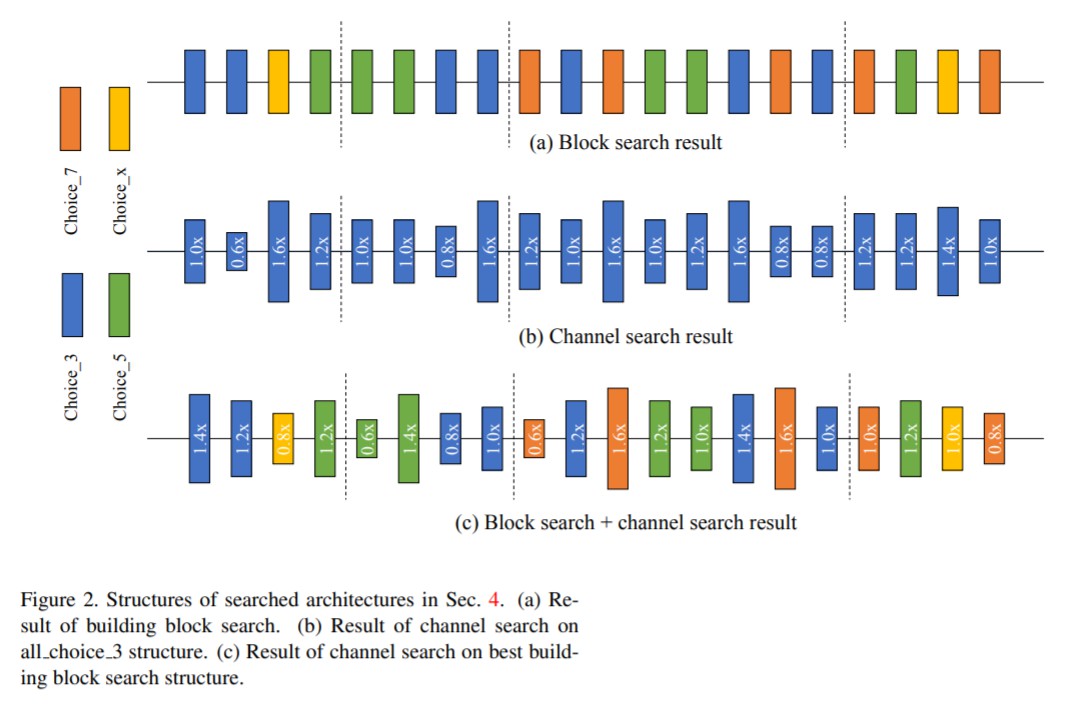 (a) Block search result
Choice_7
Choice_x
1.0x
0.6x
1.6x
1.2x
1.0x
1.0x
0.8x
1.6x
1.2x
1.0x
1.6x
1.0x
1.2x
1.6x
0.8x
0.8x
1.2x
1.2x
1.4x
1.0x
(b) Channel search result
Choice_3
Choice_5
1.4x
1.2x
0.8x
1.2x
0.6x
1.4x
0.8x
1.0x
0.6x
1.2x
1.6x
1.2x
1.0x
1.4x
1.6x
1.0x
1.0x
1.2x
1.0x
0.8x
(c) Block search + channel search result
Figure 2. Structures of searched architectures in Sec. 4. (a) Re-
sult of building block search. (b) Result of channel search on
all_choice_3 structure. (c) Result of channel search on best build-
ing block search structure.